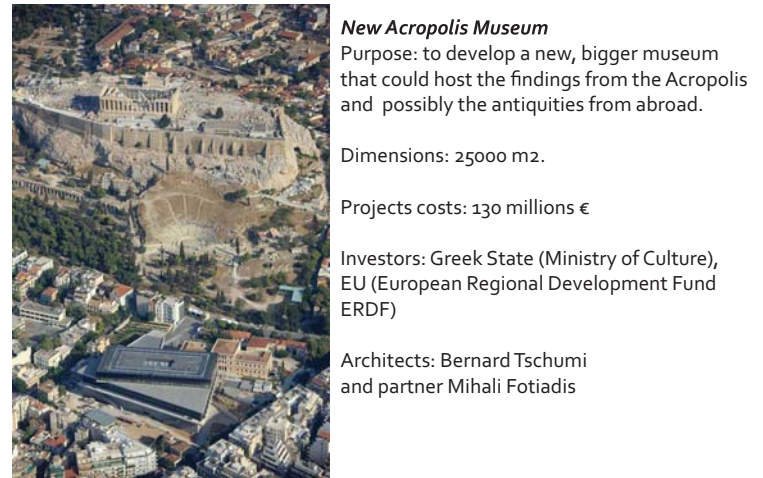 New Acropolis Museum
Purpose: to develop a new, bigger museum
that could host the findings from the Acropolis
and possibly the antiquities from abroad.
Dimensions: 25000 m2.
Projects costs: 130 millions €
Investors: Greek State (Ministry of Culture),
EU (European Regional Development Fund
ERDF)
Architects: Bernard Tschumi
and partner Mihali Fotiadis